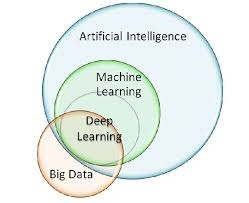 Artificial Intelligence
Machine
Learning
Deep
Learning
Big Data